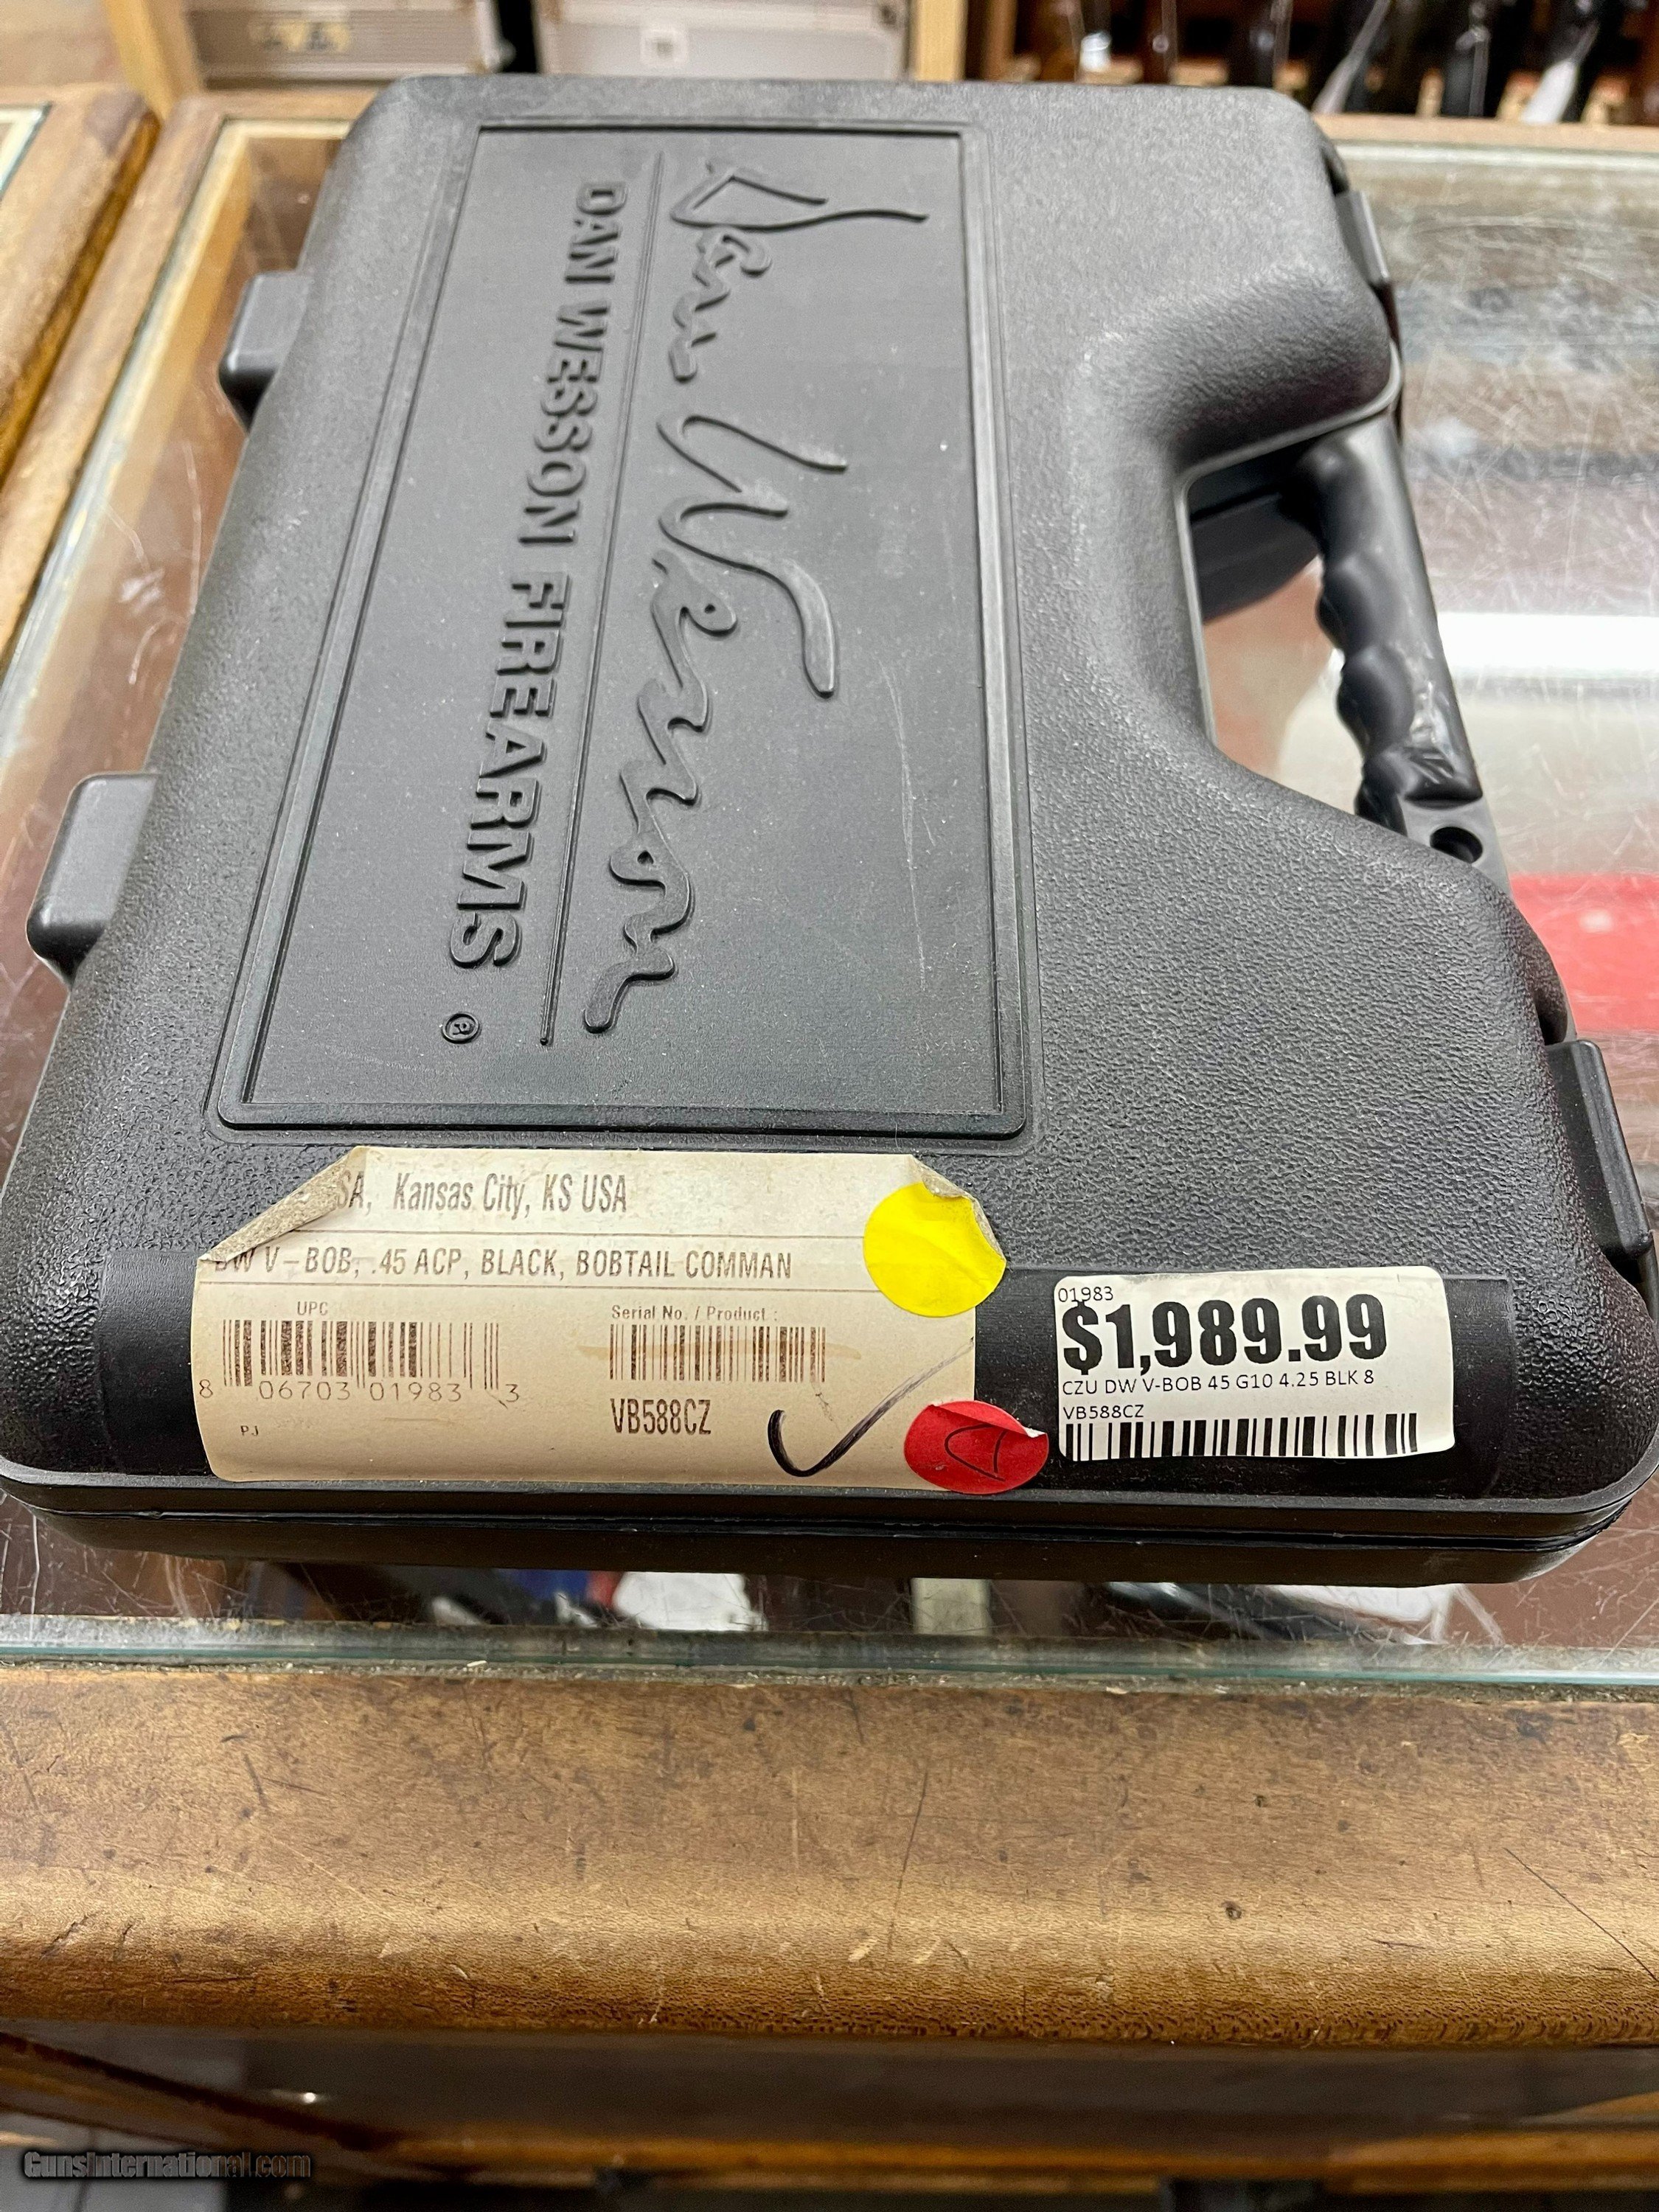 Dan Wesson
DAN WESSON FIREARMS ®
SA, Kansas City, KS USA
DW V-BOB, .45 ACP, BLACK, BOBTAIL COMMAN
UPC
Serial No. / Product :
8 06703 01983 3
VB588CZ
PJ
01983
$1,989.99
CZU DW V-BOB 45 G10 4.25 BLK 8
VB588CZ
GunsInternational.com